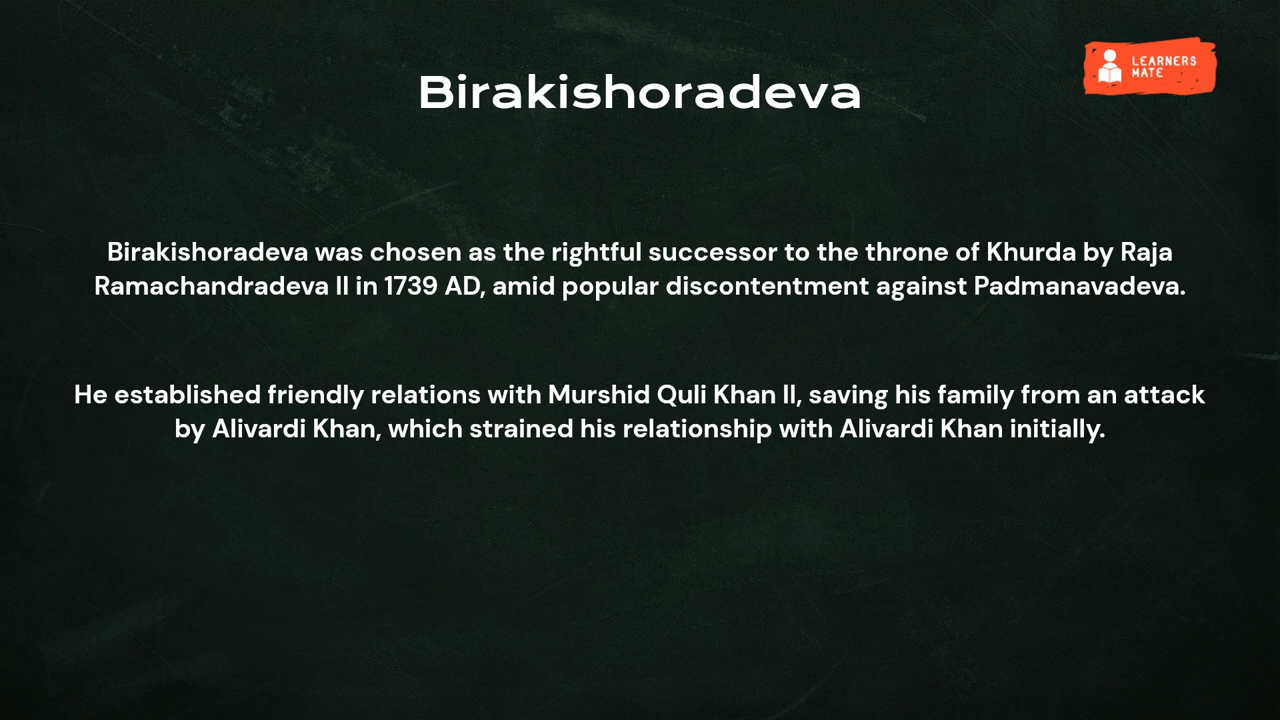 LEARNERS
MATE
Birakishoradeva
Birakishoradeva was chosen as the rightful successor to the throne of Khurda by Raja
Ramachandradeva II in 1739 AD, amid popular discontentment against Padmanavadeva.
He established friendly relations with Murshid Quli Khan II, saving his family from an attack
by Alivardi Khan, which strained his relationship with Alivardi Khan initially.